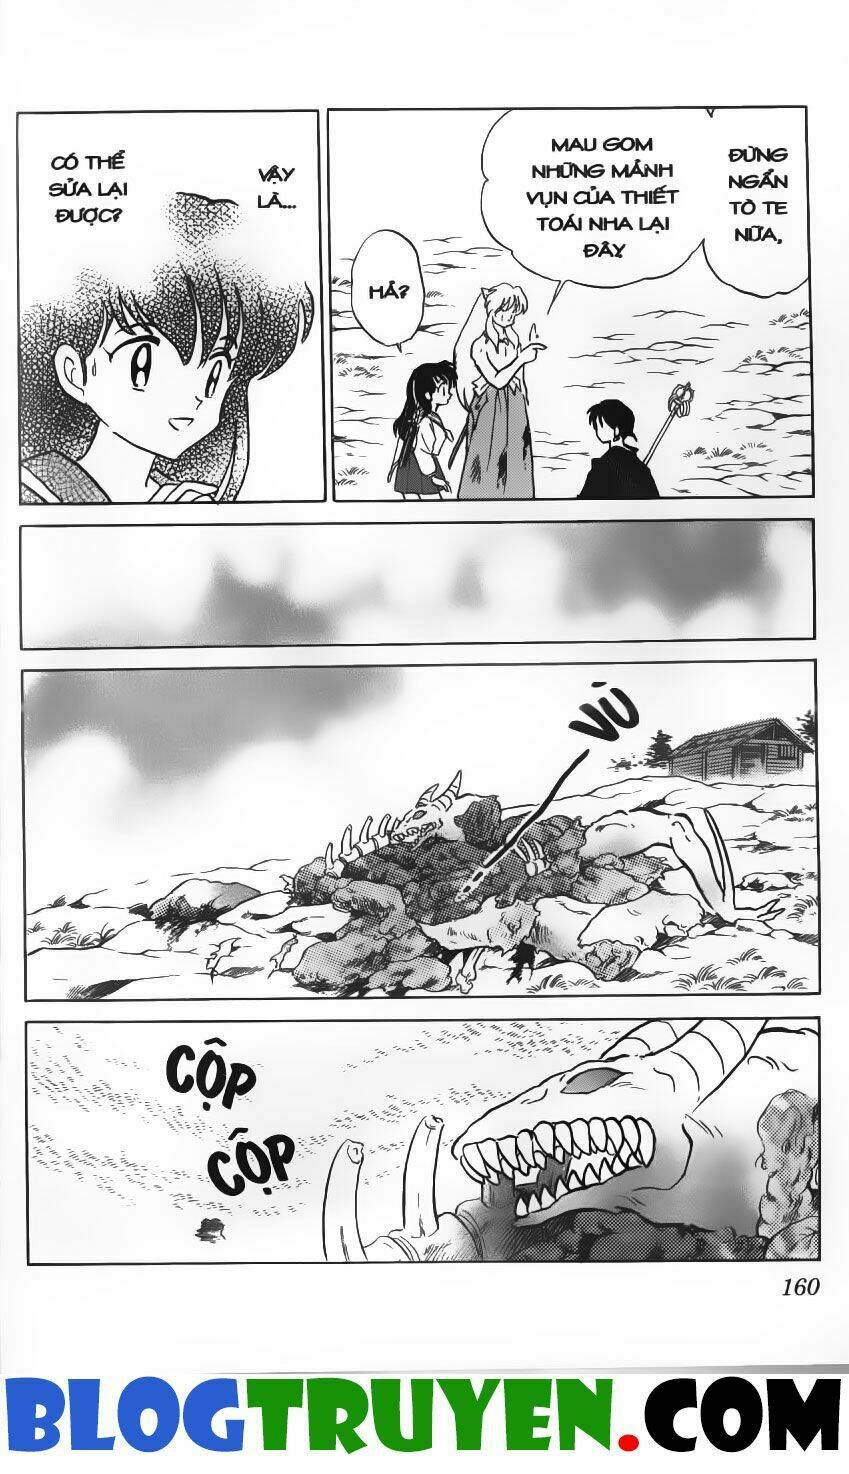 ĐỪNG
NGẨN
TÒ TE
NỮA,
MAU GOM
NHỮNG MẢNH
VỤN CỦA THIẾT
TOÁI NHA LẠI
ĐÂY.
HẢ?
VẬY
LÀ...
CÓ THỂ
SỬA LẠI
ĐƯỢC?
VÙ
CỘP
CỘP
160
BLOGTRUYEN.COM